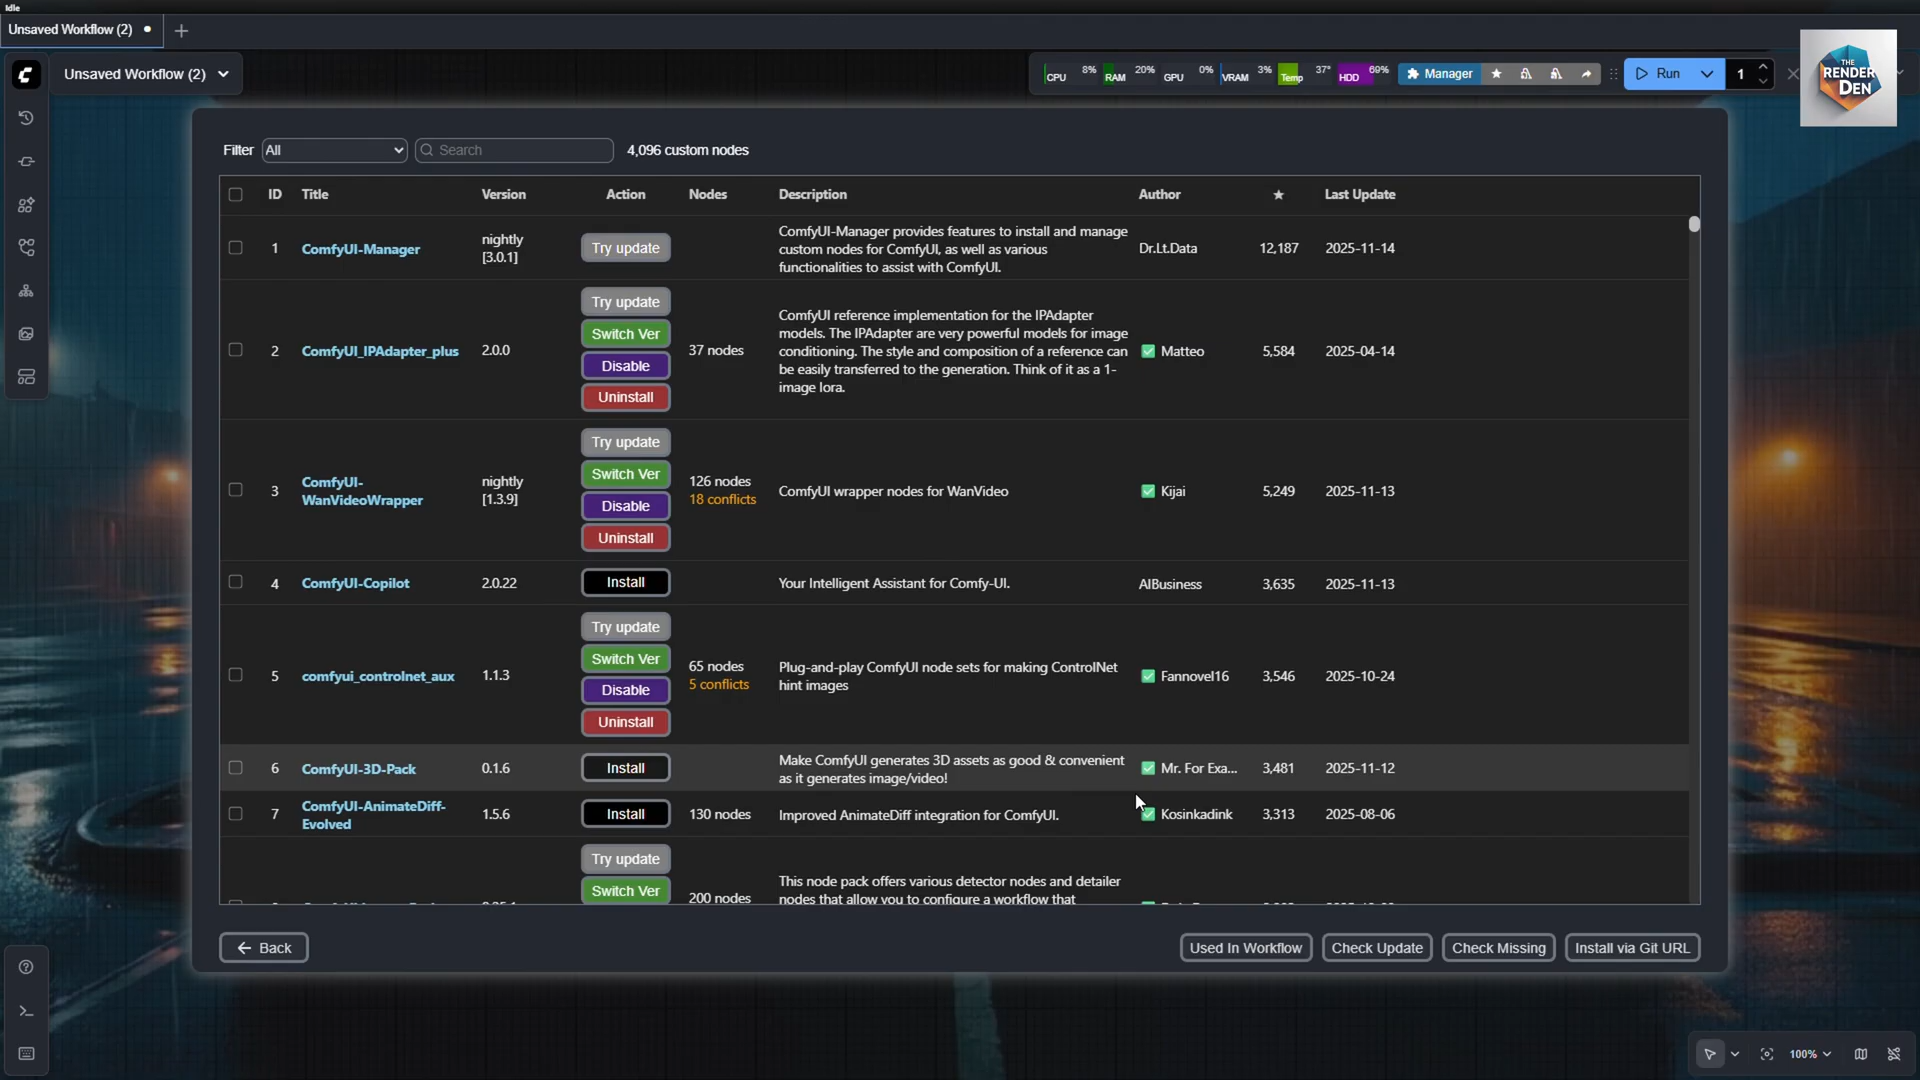 Idle
Unsaved Workflow (2)
Unsaved Workflow (2)
CPU 8% RAM 20% GPU 0% VRAM 3% Temp 37° HDD 69% Manager
Run 1
THE
RENDER
DEN
Filter All Search 4,096 custom nodes
ID Title Version Action Nodes Description Author ★ Last Update
1 ComfyUI-Manager
nightly
[3.0.1]
Try update
ComfyUI-Manager provides features to install and manage
custom nodes for ComfyUI, as well as various
functionalities to assist with ComfyUI.
Dr.Lt.Data 12,187 2025-11-14
2 ComfyUI_IPAdapter_plus 2.0.0
Try update
Switch Ver
Disable
Uninstall
37 nodes
ComfyUI reference implementation for the IPAdapter
models. The IPAdapter are very powerful models for image
conditioning. The style and composition of a reference can
be easily transferred to the generation. Think of it as a 1-
image lora.
Matteo 5,584 2025-04-14
3
ComfyUI-
WanVideoWrapper
nightly
[1.3.9]
Try update
Switch Ver
Disable
Uninstall
126 nodes
18 conflicts
ComfyUI wrapper nodes for WanVideo
Kijai 5,249 2025-11-13
4 ComfyUI-Copilot 2.0.22 Install Your Intelligent Assistant for Comfy-UI. AIBusiness 3,635 2025-11-13
5 comfyui_controlnet_aux 1.1.3
Try update
Switch Ver
Disable
Uninstall
65 nodes
5 conflicts
Plug-and-play ComfyUI node sets for making ControlNet
hint images
Fannovel16 3,546 2025-10-24
6 ComfyUI-3D-Pack 0.1.6 Install
Make ComfyUI generates 3D assets as good & convenient
as it generates image/video!
Mr. For Exa... 3,481 2025-11-12
7
ComfyUI-AnimateDiff-
Evolved
1.5.6 Install 130 nodes Improved AnimateDiff integration for ComfyUI. Kosinkadink 3,313 2025-08-06
Try update
Switch Ver
200 nodes
This node pack offers various detector nodes and detailer
nodes that allow you to configure a workflow that
Back
Used In Workflow Check Update Check Missing Install via Git URL
100%